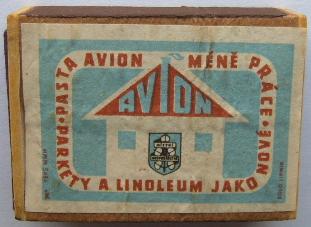 PASTA AVION MÉNĚ PRÁCE•
PARKETY A LINOLEUM JAKO NOVÉ•
AVION